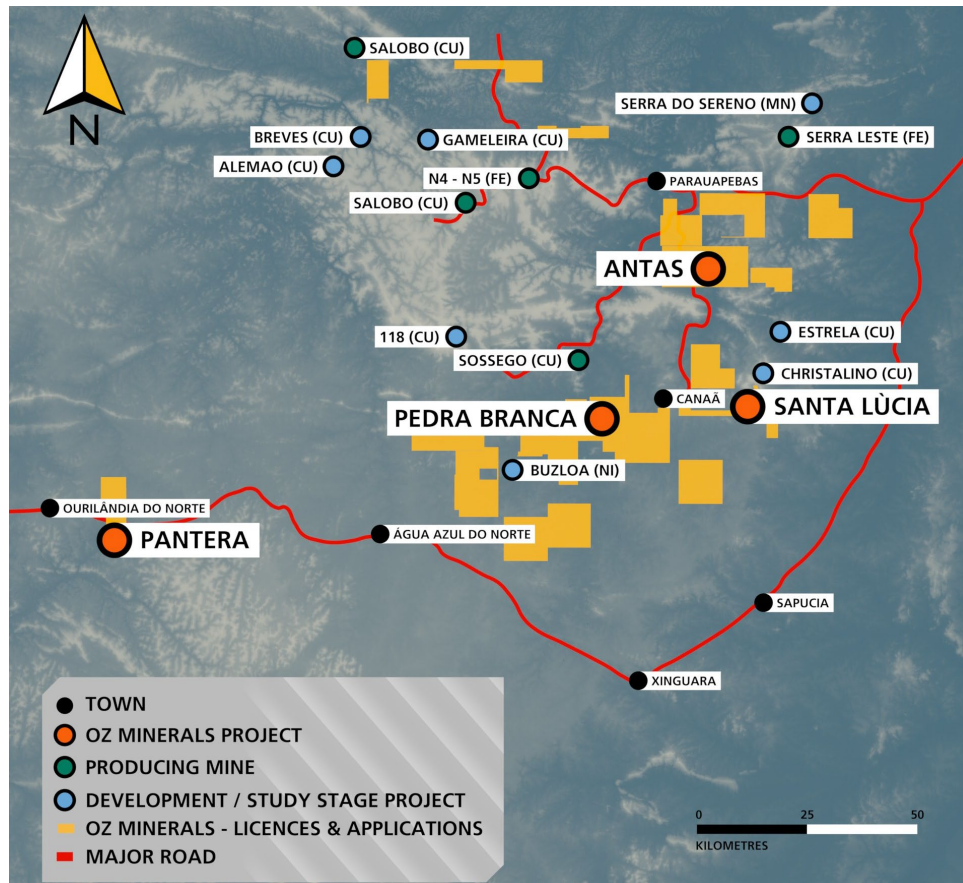 SALOBO (CU)
SERRA DO SERENO (MN)
BREVES (CU)
GAMELEIRA (CU)
SERRA LESTE (FE)
ALEMAO (CU)
N4 - N5 (FE)
PARAUAPEBAS
SALOBO (CU)
ANTAS
118 (CU)
ESTRELA (CU)
SOSSEGO (CU)
CHRISTALINO (CU)
CANAÃ
SANTA LÙCIA
PEDRA BRANCA
BUZLOA (NI)
OURILÂNDIA DO NORTE
PANTERA
ÁGUA AZUL DO NORTE
SAPUCIA
XINGUARA
N
TOWN
OZ MINERALS PROJECT
PRODUCING MINE
DEVELOPMENT / STUDY STAGE PROJECT
OZ MINERALS - LICENCES & APPLICATIONS
MAJOR ROAD
0 25 50
KILOMETRES